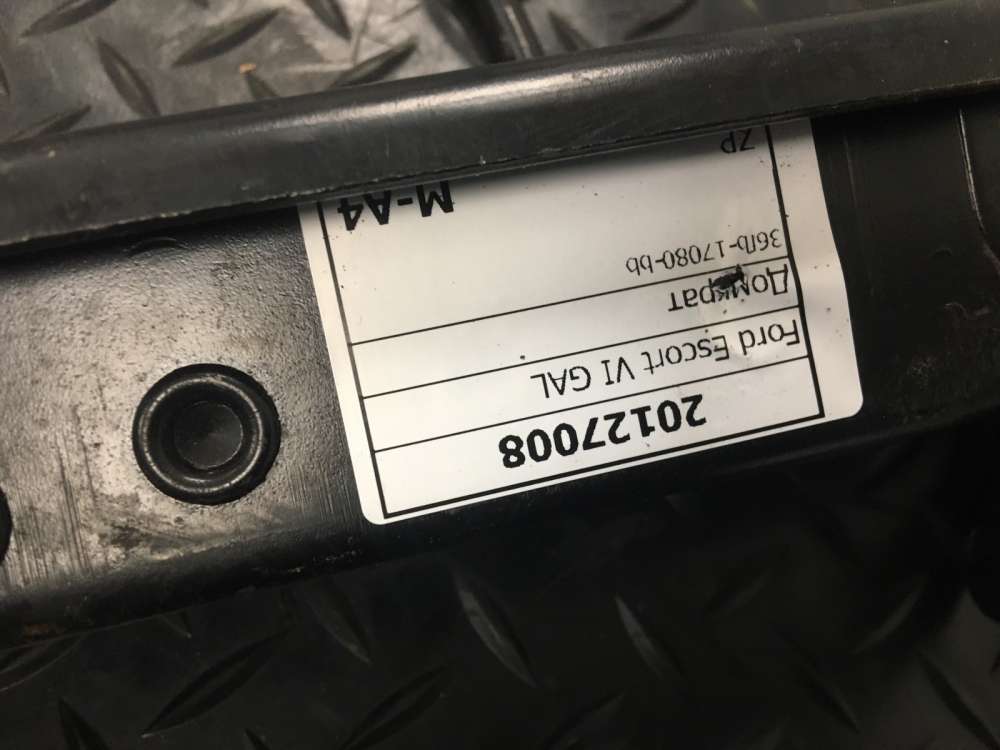 20127008
Ford Escort VI GAL
Домкрат
36fb-17080-bb
ZP
M-A4